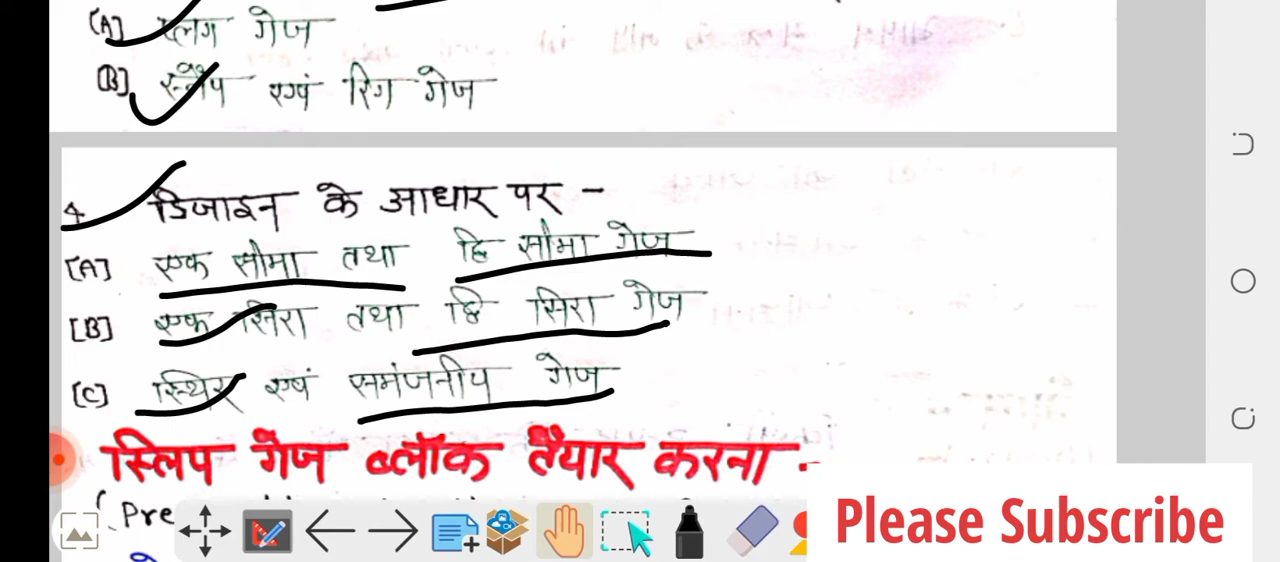 [A] प्लग गेज
[B] स्नैप एवं रिंग गेज
4 डिजाइन के आधार पर -
[A] एक सीमा तथा द्वि सीमा गेज
[B] एक सिरा तथा द्वि सिरा गेज
[C] स्थिर एवं समंजनीय गेज
स्लिप गेज ब्लॉक तैयार करना -
(Pre
Please Subscribe